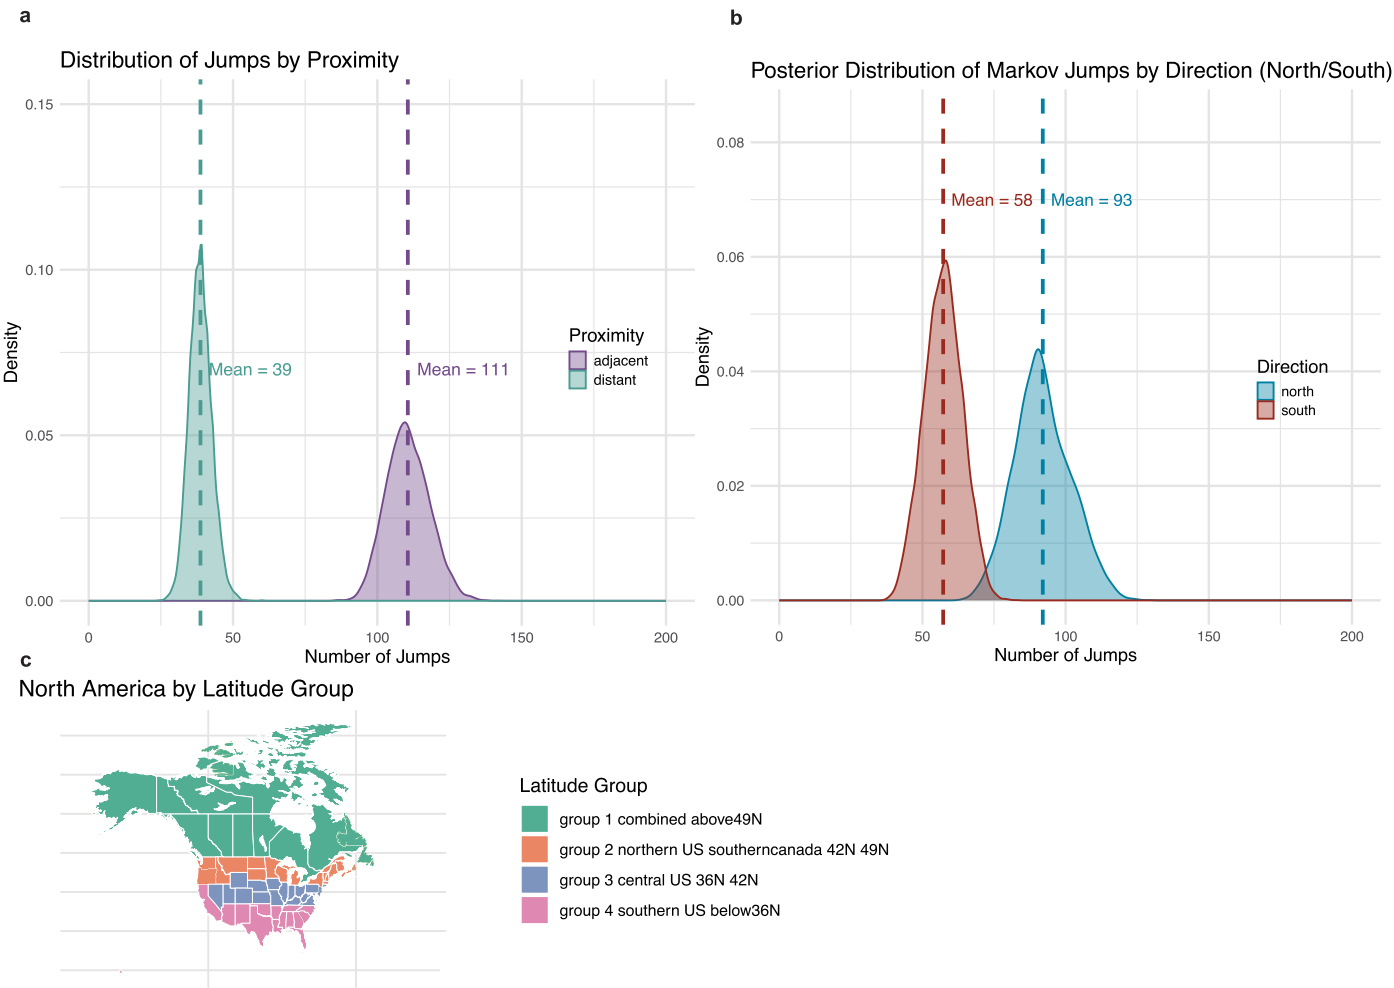 a
Distribution of Jumps by Proximity
0.15
0.10
0.05
0.00
Density
Mean = 39
Mean = 111
Proximity
adjacent
distant
0 50 100 150 200
Number of Jumps
b
Posterior Distribution of Markov Jumps by Direction (North/South)
0.08
0.06
0.04
0.02
0.00
Density
Mean = 58
Mean = 93
Direction
north
south
0 50 100 150 200
Number of Jumps
c
North America by Latitude Group
Latitude Group
group 1 combined above49N
group 2 northern US southerncanada 42N 49N
group 3 central US 36N 42N
group 4 southern US below36N